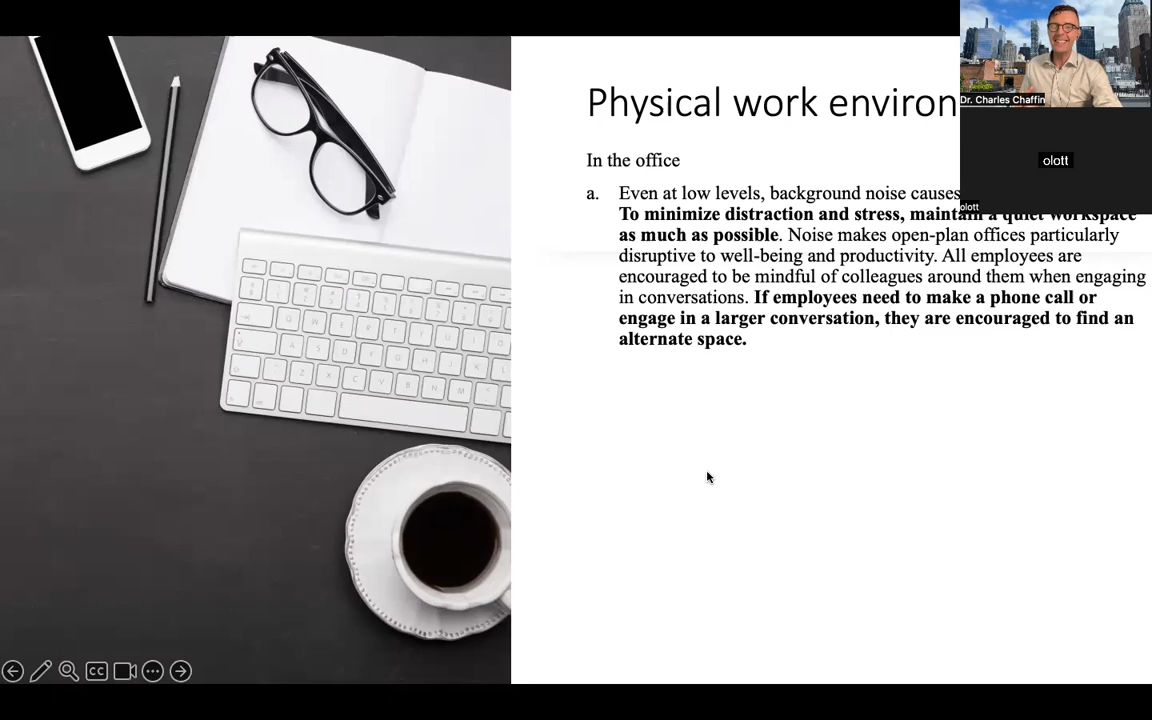 Physical work environ
Dr. Charles Chaffin
olott
olott
In the office
a. Even at low levels, background noise causes
To minimize distraction and stress, maintain a quiet workspace
as much as possible. Noise makes open-plan offices particularly
disruptive to well-being and productivity. All employees are
encouraged to be mindful of colleagues around them when engaging
in conversations. If employees need to make a phone call or
engage in a larger conversation, they are encouraged to find an
alternate space.
CC